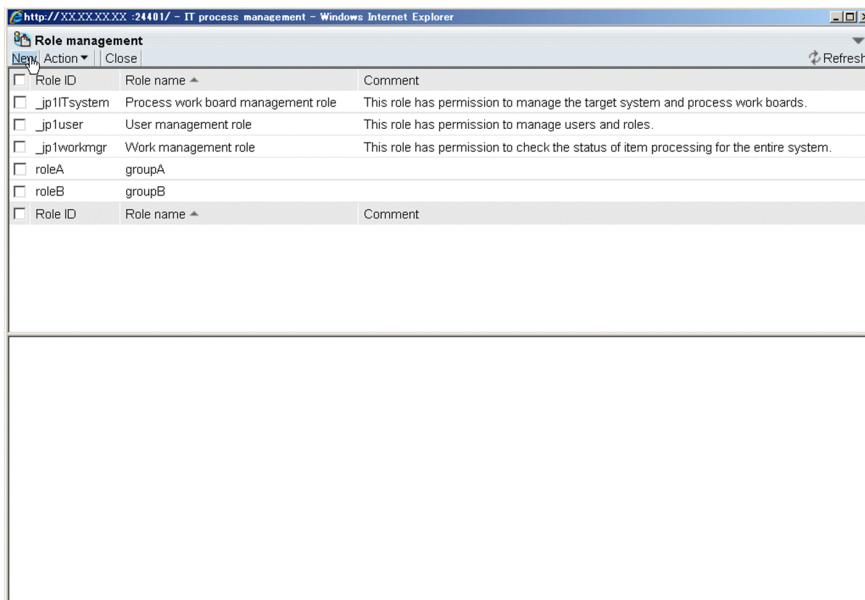 http://XX.XX.XX.XX :24401/ - IT process management - Windows Internet Explorer
Role management
New Action Close Refresh
Role ID Role name Comment
_jp1ITsystem Process work board management role This role has permission to manage the target system and process work boards.
_jp1user User management role This role has permission to manage users and roles.
_jp1workmgr Work management role This role has permission to check the status of item processing for the entire system.
roleA groupA
roleB groupB
Role ID Role name Comment